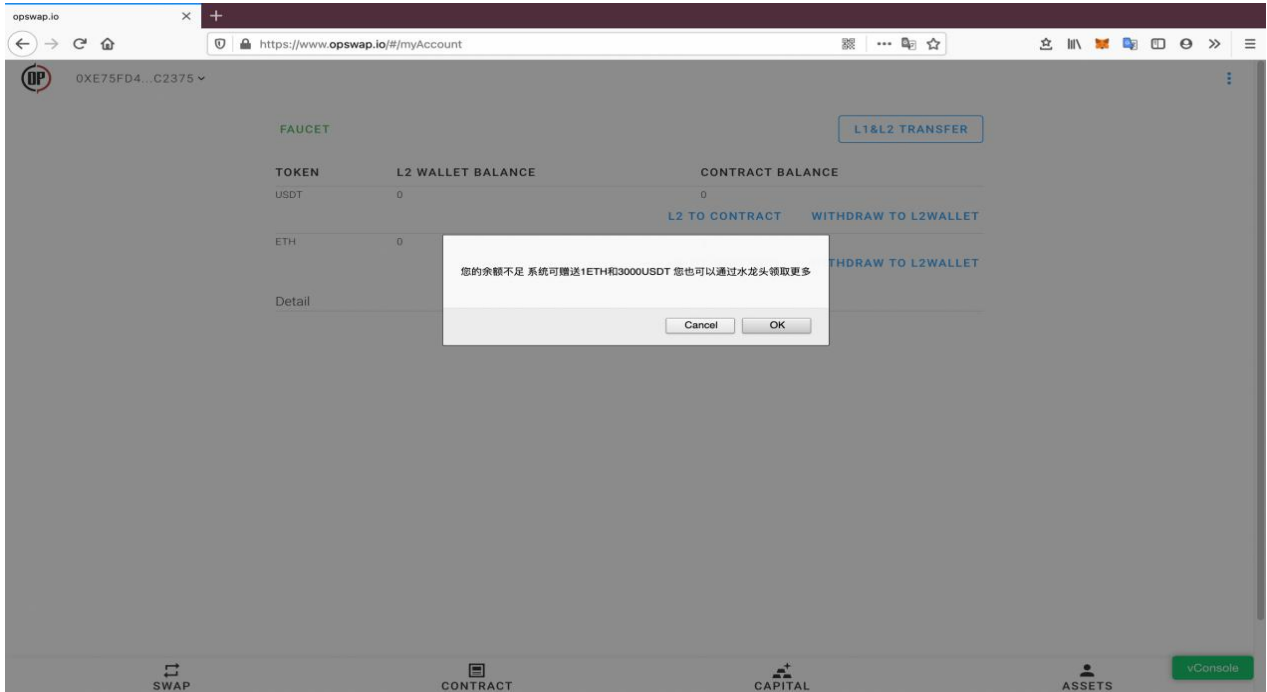 opswap.io
https://www.opswap.io/#/myAccount
OP
0XE75FD4...C2375
FAUCET
L1&L2 TRANSFER
TOKEN L2 WALLET BALANCE CONTRACT BALANCE
USDT 0 0
L2 TO CONTRACT WITHDRAW TO L2WALLET
ETH 0
THDRAW TO L2WALLET
您的余额不足 系统可赠送1ETH和3000USDT 您也可以通过水龙头领取更多
Detail
Cancel OK
vConsole
SWAP CONTRACT CAPITAL ASSETS